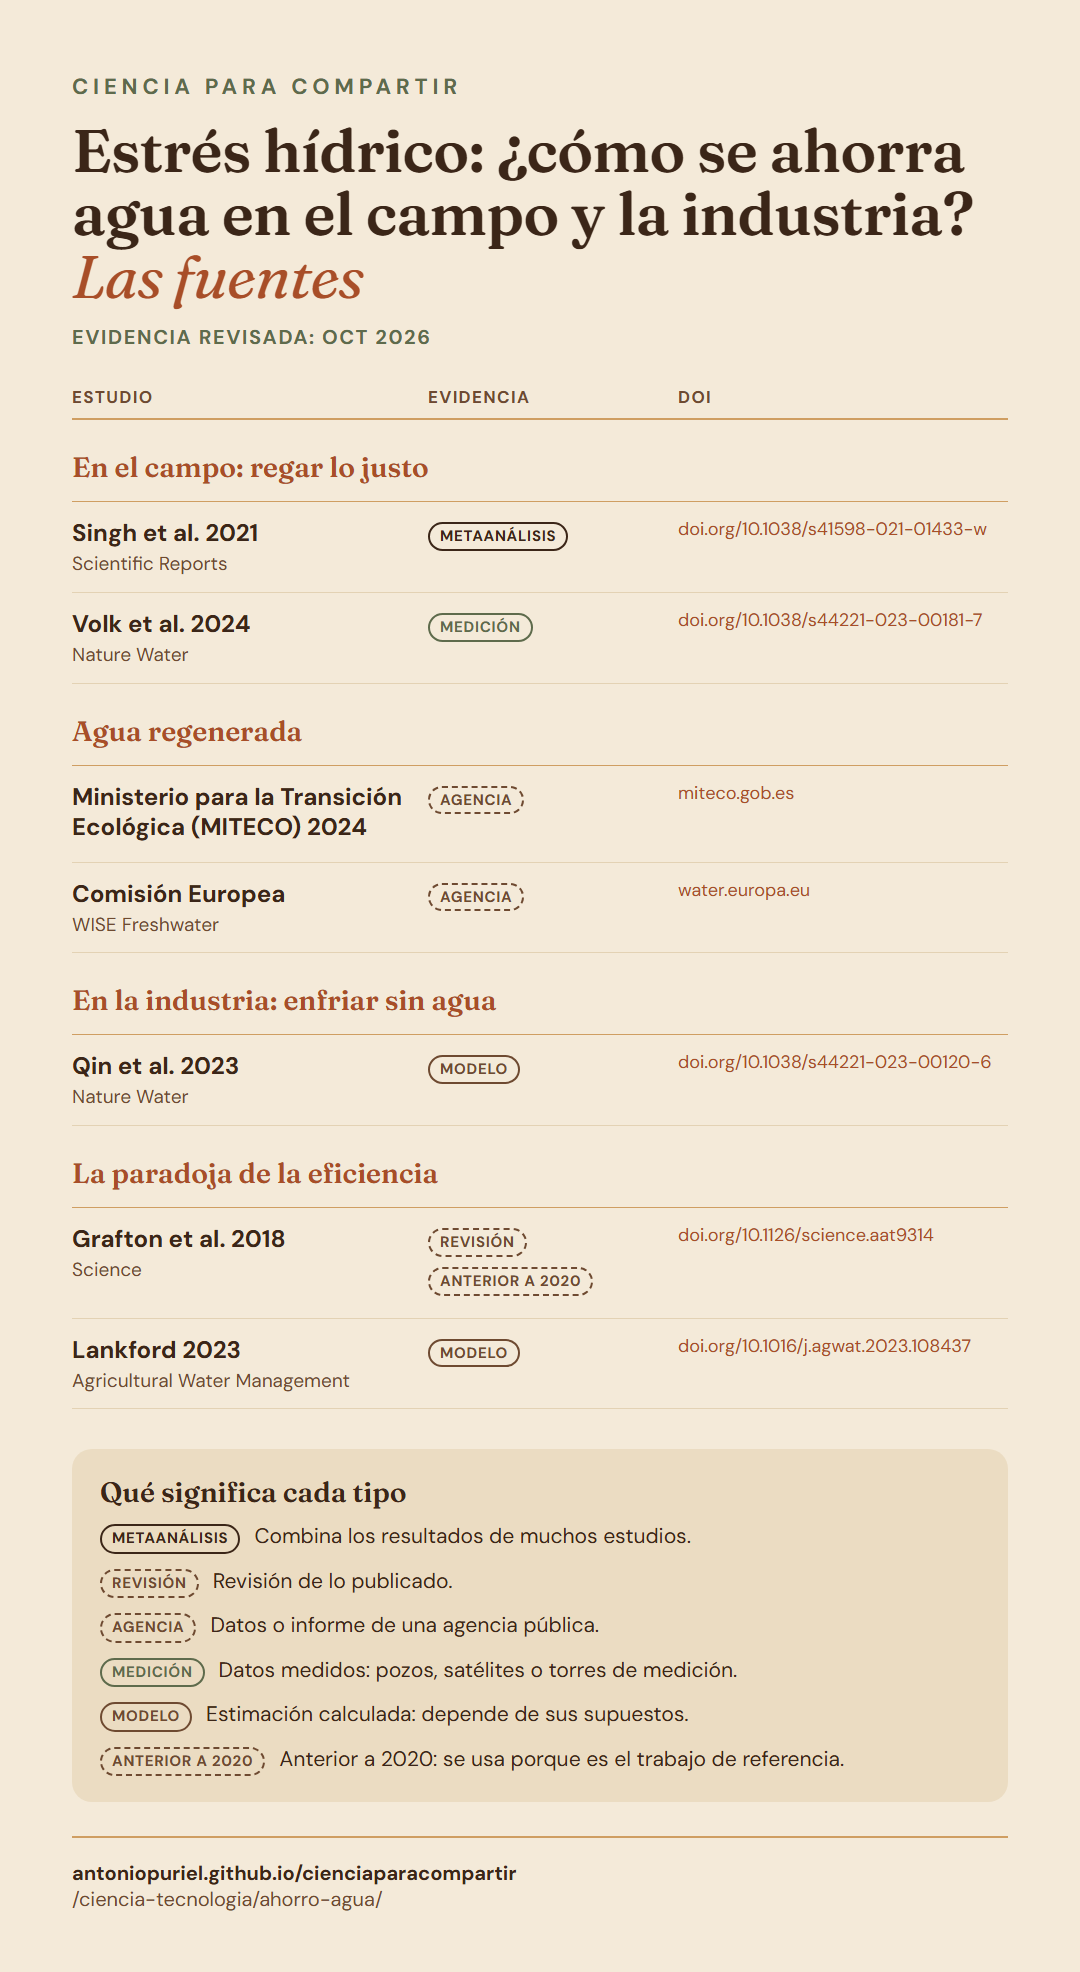 CIENCIA PARA COMPARTIR
Estrés hídrico: ¿cómo se ahorra
agua en el campo y la industria?
Las fuentes
EVIDENCIA REVISADA: OCT 2026
ESTUDIO EVIDENCIA DOI
En el campo: regar lo justo
Singh et al. 2021 METAANÁLISIS doi.org/10.1038/s41598-021-01433-w
Scientific Reports
Volk et al. 2024 MEDICIÓN doi.org/10.1038/s44221-023-00181-7
Nature Water
Agua regenerada
Ministerio para la Transición AGENCIA miteco.gob.es
Ecológica (MITECO) 2024
Comisión Europea AGENCIA water.europa.eu
WISE Freshwater
En la industria: enfriar sin agua
Qin et al. 2023 MODELO doi.org/10.1038/s44221-023-00120-6
Nature Water
La paradoja de la eficiencia
Grafton et al. 2018 REVISIÓN doi.org/10.1126/science.aat9314
Science
ANTERIOR A 2020
Lankford 2023 MODELO doi.org/10.1016/j.agwat.2023.108437
Agricultural Water Management
Qué significa cada tipo
METAANÁLISIS Combina los resultados de muchos estudios.
REVISIÓN Revisión de lo publicado.
AGENCIA Datos o informe de una agencia pública.
MEDICIÓN Datos medidos: pozos, satélites o torres de medición.
MODELO Estimación calculada: depende de sus supuestos.
ANTERIOR A 2020 Anterior a 2020: se usa porque es el trabajo de referencia.
antoniopuriel.github.io/cienciaparacompartir
/ciencia-tecnologia/ahorro-agua/